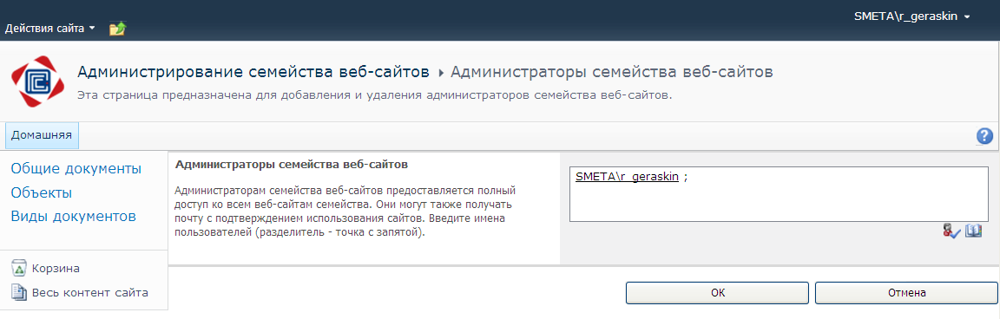 SMETA\r_geraskin
Действия сайта
Администрирование семейства веб-сайтов Администраторы семейства веб-сайтов
Эта страница предназначена для добавления и удаления администраторов семейства веб-сайтов.
Домашняя
Общие документы
Объекты
Виды документов
Корзина
Весь контент сайта
Администраторы семейства веб-сайтов
Администраторам семейства веб-сайтов предоставляется полный
доступ ко всем веб-сайтам семейства. Они могут также получать
почту с подтверждением использования сайтов. Введите имена
пользователей (разделитель - точка с запятой).
SMETA\r_geraskin ;
ОК
Отмена